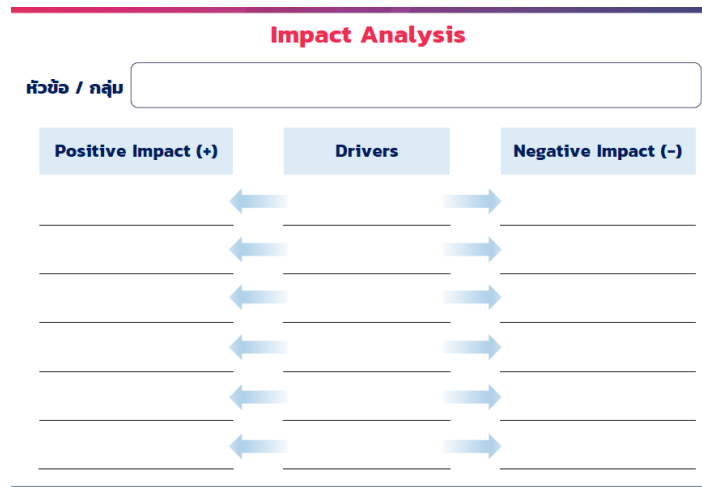 Impact Analysis
หัวข้อ / กลุ่ม
Positive Impact (+) Drivers Negative Impact (-)